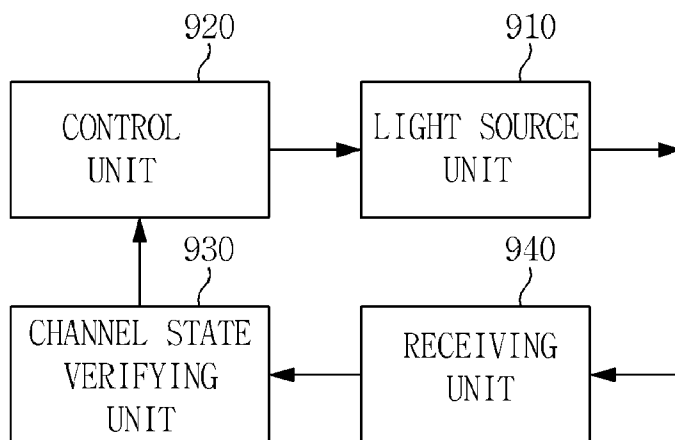 920
910
CONTROL
UNIT
LIGHT SOURCE
UNIT
930
940
CHANNEL STATE
VERIFYING
UNIT
RECEIVING
UNIT